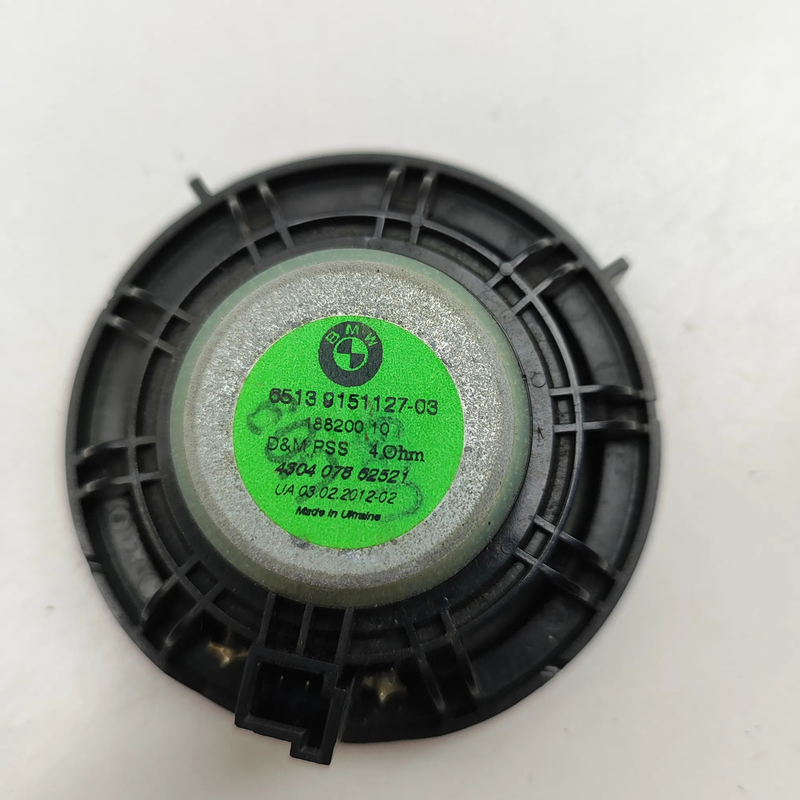 BMW
6513 9151127-03
188200 10
D&M PSS 4 Ohm
4304 078 62521
UA 03.02.2012-02
Made in Ukraine